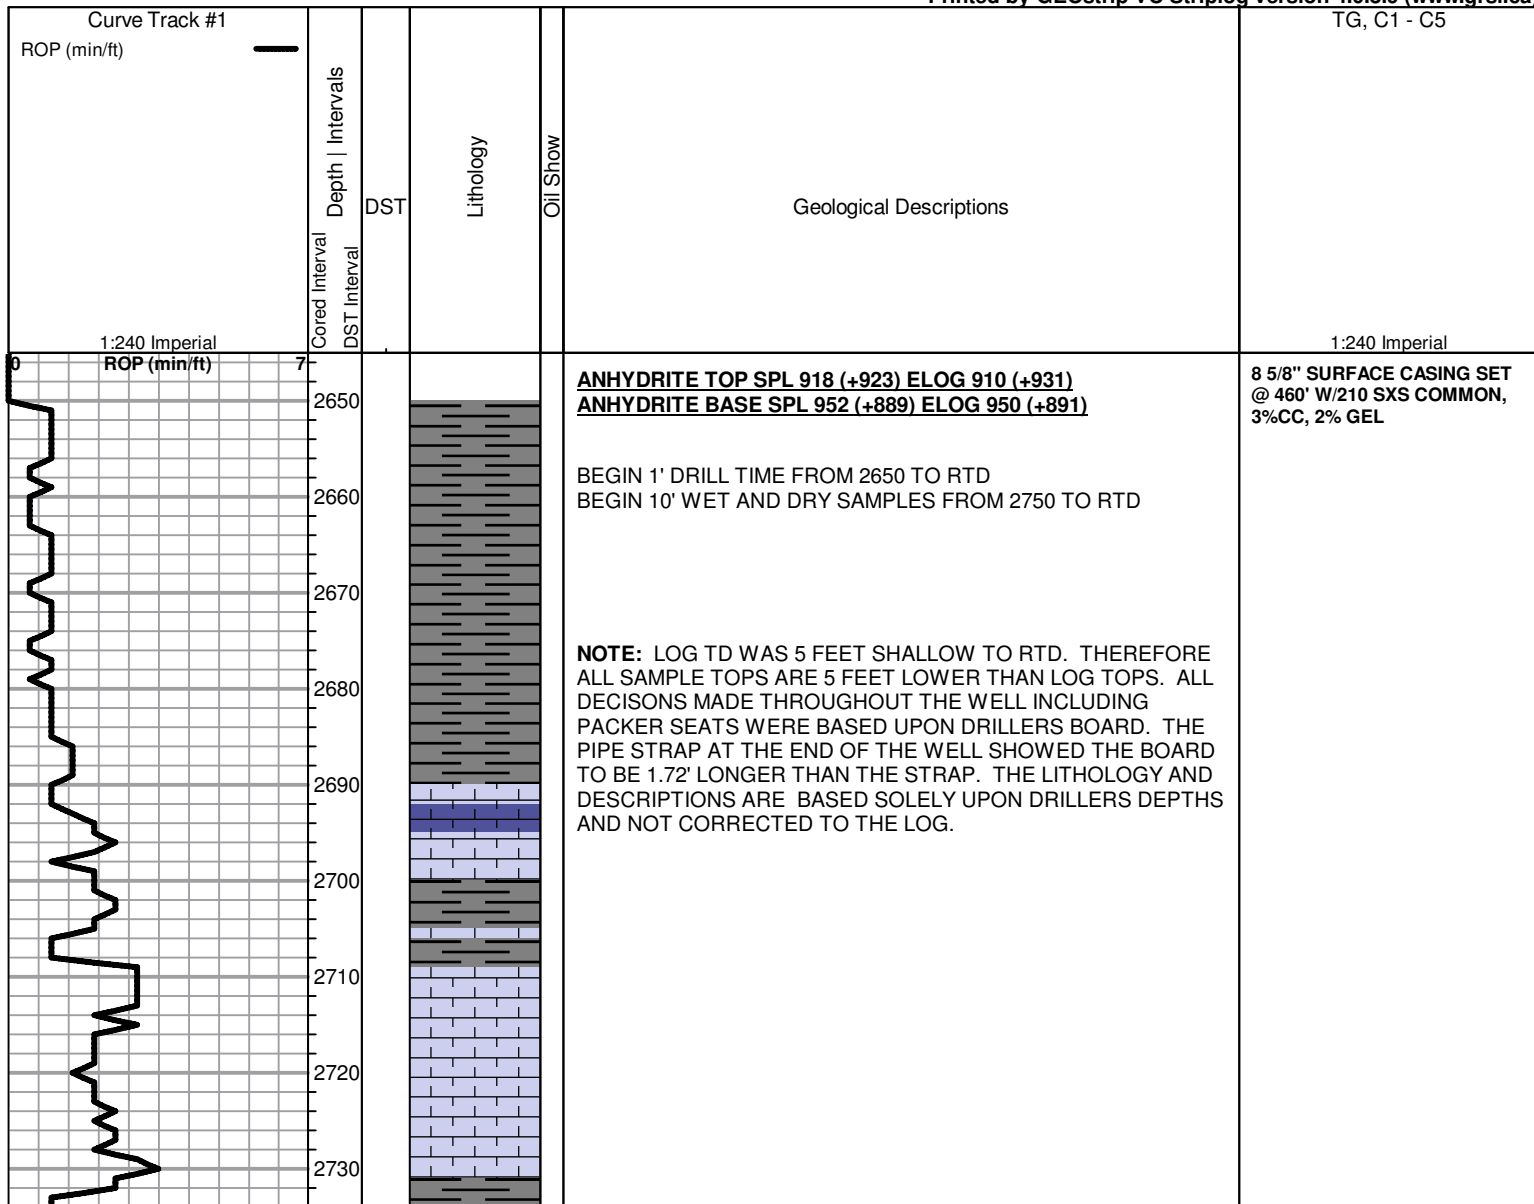 Curve Track #1
ROP (min/ft)
1:240 Imperial
Depth | Intervals
Cored Interval
DST Interval
DST
Lithology
Oil Show
Geological Descriptions
TG, C1 - C5
1:240 Imperial
0 ROP (min/ft) 7
2650
2660
2670
2680
2690
2700
2710
2720
2730
ANHYDRITE TOP SPL 918 (+923) ELOG 910 (+931)
ANHYDRITE BASE SPL 952 (+889) ELOG 950 (+891)
BEGIN 1' DRILL TIME FROM 2650 TO RTD
BEGIN 10' WET AND DRY SAMPLES FROM 2750 TO RTD
NOTE: LOG TD WAS 5 FEET SHALLOW TO RTD. THEREFORE
ALL SAMPLE TOPS ARE 5 FEET LOWER THAN LOG TOPS. ALL
DECISONS MADE THROUGHOUT THE WELL INCLUDING
PACKER SEATS WERE BASED UPON DRILLERS BOARD. THE
PIPE STRAP AT THE END OF THE WELL SHOWED THE BOARD
TO BE 1.72' LONGER THAN THE STRAP. THE LITHOLOGY AND
DESCRIPTIONS ARE BASED SOLELY UPON DRILLERS DEPTHS
AND NOT CORRECTED TO THE LOG.
8 5/8" SURFACE CASING SET
@ 460' W/210 SXS COMMON,
3%CC, 2% GEL